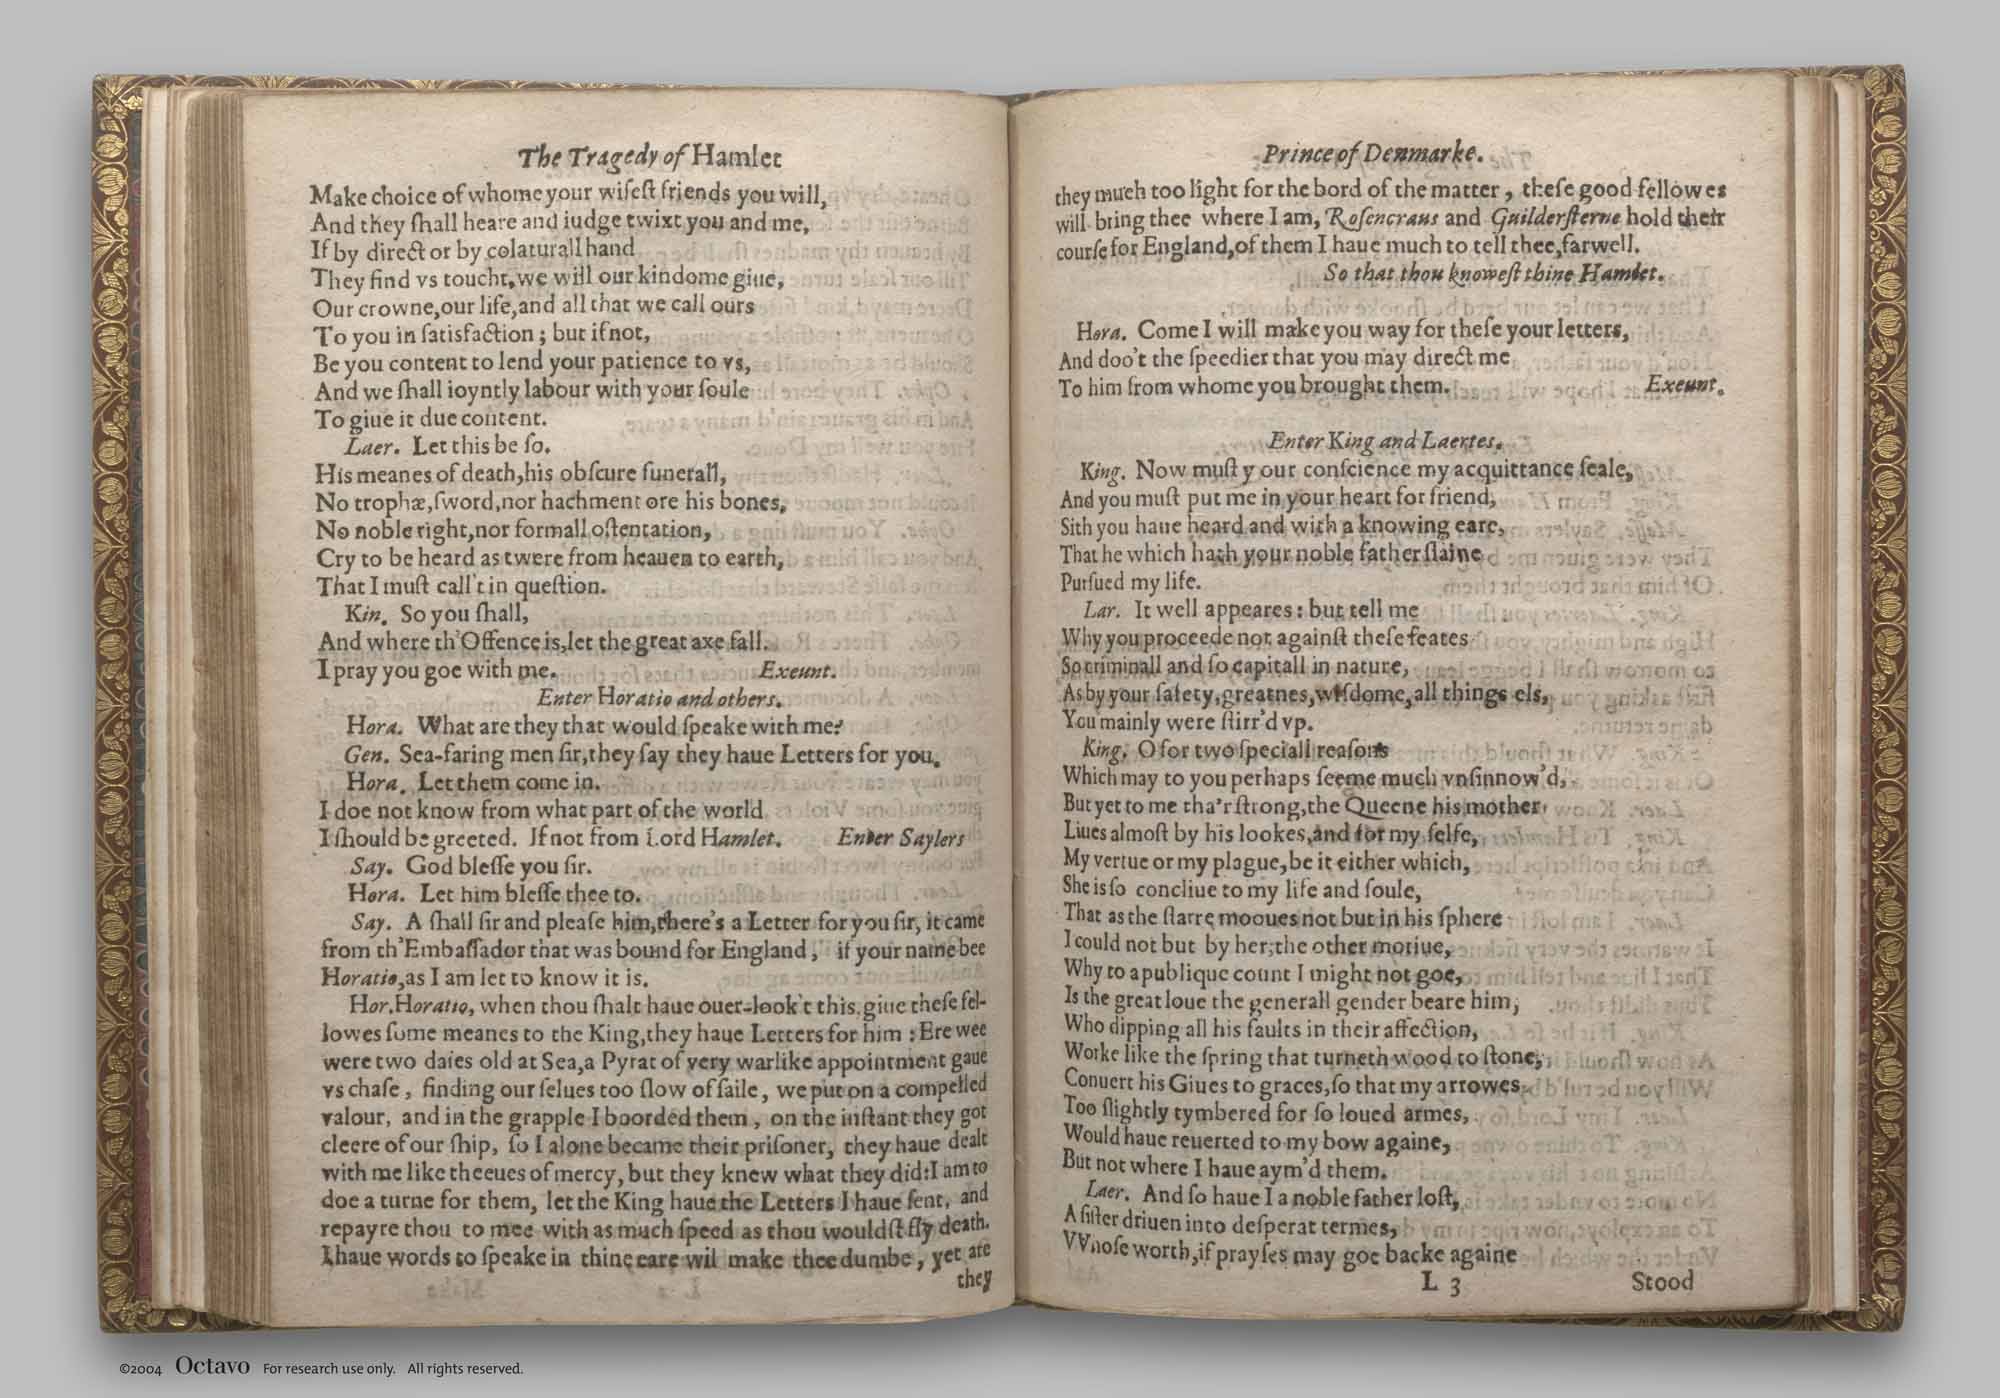 The Tragedy of Hamlet
Make choice of whome your wiſeſt friends you will,
And they ſhall heare and iudge twixt you and me,
If by direct or by colaturall hand
They find vs toucht, we will our kindome giue,
Our crowne, our life, and all that we call ours
To you in ſatisfaction ; but if not,
Be you content to lend your patience to vs,
And we ſhall ioyntly labour with your ſoule
To giue it due content.
Laer. Let this be ſo.
His meanes of death, his obſcure funerall,
No trophæ, ſword, nor hachment ore his bones,
No noble right, nor formall oſtentation,
Cry to be heard as twere from heauen to earth,
That I muſt call't in queſtion.
Kin. So you ſhall,
And where th'Offence is, let the great axe fall.
I pray you goe with me. Exeunt.
Enter Horatio and others.
Hora. What are they that would ſpeake with me?
Gen. Sea-faring men ſir, they ſay they haue Letters for you.
Hora. Let them come in.
I doe not know from what part of the world
I ſhould be greeted. If not from Lord Hamlet. Enter Saylers
Say. God bleſſe you ſir.
Hora. Let him bleſſe thee to.
Say. A ſhall ſir and pleaſe him, there's a Letter for you ſir, it came
from th'Embaſſador that was bound for England , if your name bee
Horatio, as I am let to know it is.
Hor. Horatio, when thou ſhalt haue ouer-look't this, giue theſe fel-
lowes ſome meanes to the King, they haue Letters for him : Ere wee
were two daies old at Sea, a Pyrat of very warlike appointment gaue
vs chaſe , finding our ſelues too ſlow of ſaile , we put on a compelled
valour, and in the grapple I boorded them , on the inſtant they got
cleere of our ſhip, ſo I alone became their priſoner, they haue dealt
with me like theeues of mercy, but they knew what they did: I am to
doe a turne for them, let the King haue the Letters I haue ſent, and
repayre thou to mee with as much ſpeed as thou wouldſt fly death.
I haue words to ſpeake in thine eare wil make thee dumbe , yet are
they
Prince of Denmarke.
they much too light for the bord of the matter , theſe good fellowes
will bring thee where I am, Roſencraus and Guilderſterne hold their
courſe for England, of them I haue much to tell thee, farwell.
So that thou knoweſt thine Hamlet.
Hora. Come I will make you way for theſe your letters,
And doo't the ſpeedier that you may direct me
To him from whome you brought them. Exeunt.
Enter King and Laertes.
King. Now muſt your conſcience my acquittance ſeale,
And you muſt put me in your heart for friend,
Sith you haue heard and with a knowing eare,
That he which hath your noble father ſlaine
Purſued my life.
Lar. It well appeares : but tell me
Why you proceede not againſt theſe feates
So criminall and ſo capitall in nature,
As by your ſafety, greatnes, wiſdome, all things els,
You mainly were ſtirr'd vp.
King. O for two ſpeciall reaſons
Which may to you perhaps ſeeme much vnſinnow'd,
But yet to me tha'r ſtrong, the Queene his mother
Liues almoſt by his lookes, and for my ſelfe,
My vertue or my plague, be it either which,
She is ſo concliue to my life and ſoule,
That as the ſtarre mooues not but in his ſphere
I could not but by her, the other motiue,
Why to a publique count I might not goe,
Is the great loue the generall gender beare him,
Who dipping all his faults in their affection,
Worke like the ſpring that turneth wood to ſtone,
Conuert his Giues to graces, ſo that my arrowes
Too ſlightly tymbered for ſo loued armes,
Would haue reuerted to my bow againe,
But not where I haue aym'd them.
Laer. And ſo haue I a noble father loſt,
A ſiſter driuen into deſperat termes,
VVhoſe worth, if prayſes may goe backe againe
L 3 Stood
©2004 Octavo For research use only. All rights reserved.